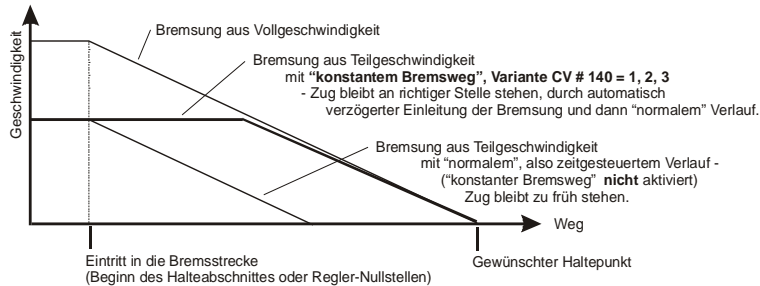 Geschwindigkeit
Bremsung aus Vollgeschwindigkeit
Bremsung aus Teilgeschwindigkeit
mit “konstantem Bremsweg”, Variante CV # 140 = 1, 2, 3
- Zug bleibt an richtiger Stelle stehen, durch automatisch
verzögerter Einleitung der Bremsung und dann “normalem” Verlauf.
Bremsung aus Teilgeschwindigkeit
mit “normalem”, also zeitgesteuertem Verlauf -
(“konstanter Bremsweg” nicht aktiviert)
Zug bleibt zu früh stehen.
Weg
Eintritt in die Bremsstrecke
(Beginn des Halteabschnittes oder Regler-Nullstellen)
Gewünschter Haltepunkt